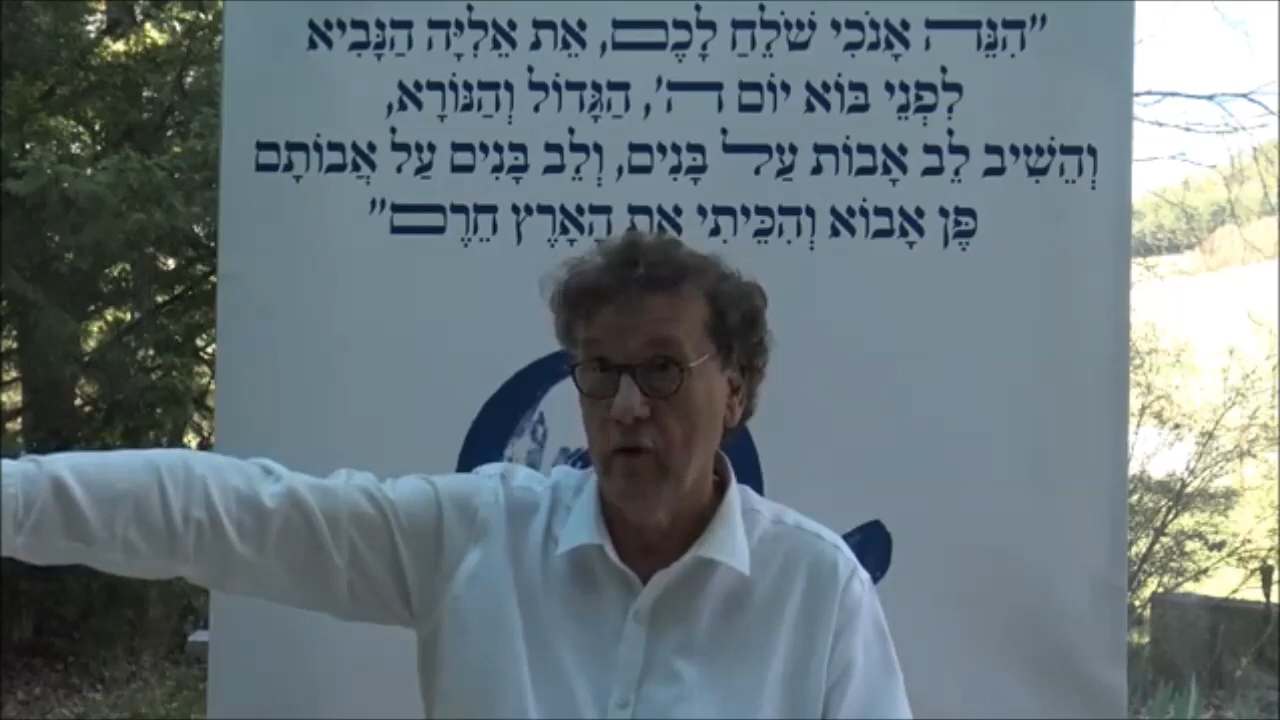 ״הִנֵּה אָנֹכִי שֹׁלֵחַ לָכֶם, אֵת אֵלִיָּה הַנָּבִיא
לִפְנֵי בּוֹא יוֹם ה׳, הַגָּדוֹל וְהַנּוֹרָא,
וְהֵשִׁיב לֵב אָבוֹת עַל בָּנִים, וְלֵב בָּנִים עַל אֲבוֹתָם
פֶּן אָבוֹא וְהִכֵּיתִי אֶת הָאָרֶץ חֵרֶם״